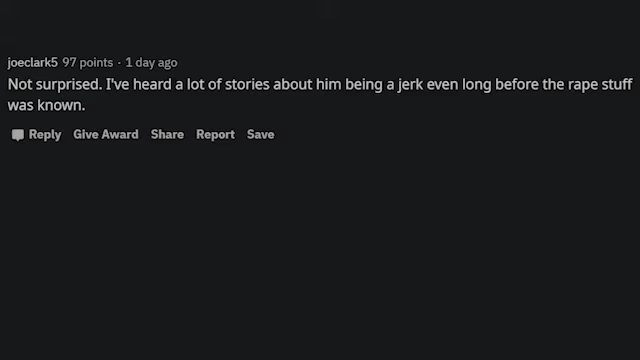 joeclark5 97 points · 1 day ago
Not surprised. I've heard a lot of stories about him being a jerk even long before the rape stuff
was known.
Reply Give Award Share Report Save